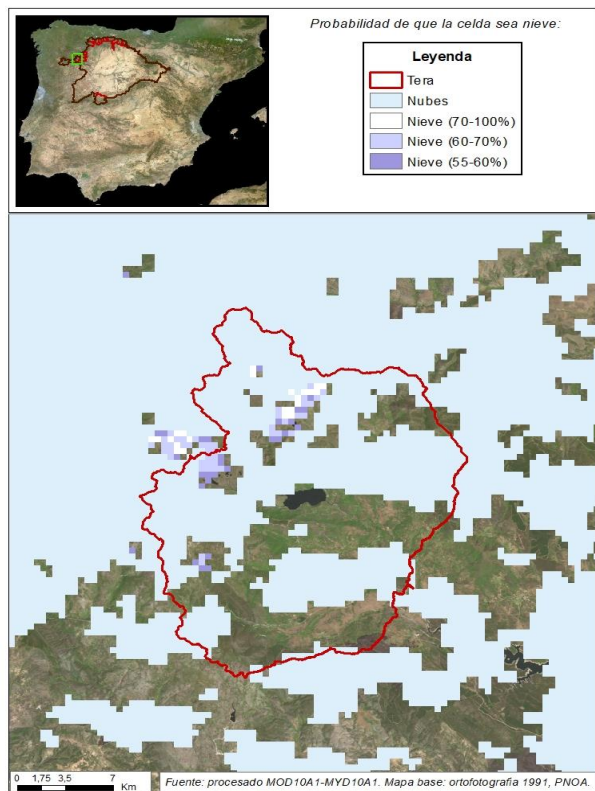 Probabilidad de que la celda sea nieve:
Leyenda
Tera
Nubes
Nieve (70-100%)
Nieve (60-70%)
Nieve (55-60%)
0 1,75 3,5 7
Km
Fuente: procesado MOD10A1-MYD10A1. Mapa base: ortofotografia 1991, PNOA.